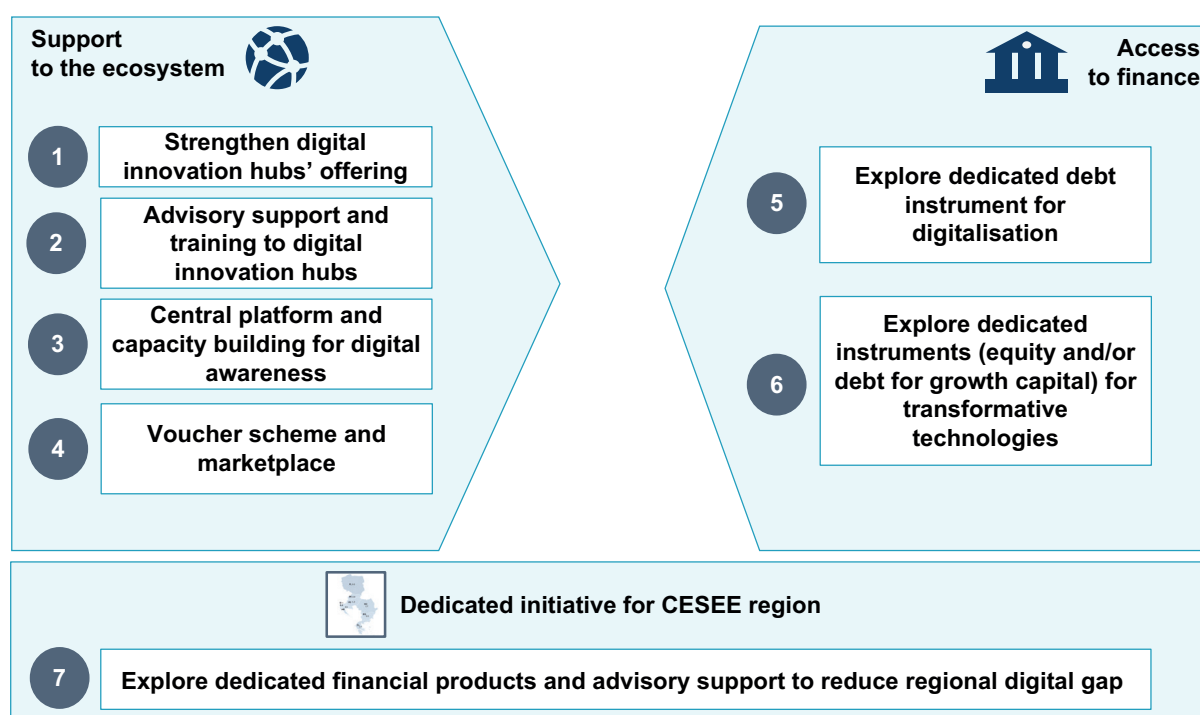 Support
to the ecosystem
1
Strengthen digital
innovation hubs' offering
2
Advisory support and
training to digital
innovation hubs
3
Central platform and
capacity building for digital
awareness
4
Voucher scheme and
marketplace
Access
to finance
5
Explore dedicated debt
instrument for
digitalisation
6
Explore dedicated
instruments (equity and/or
debt for growth capital) for
transformative
technologies
Dedicated initiative for CESEE region
7
Explore dedicated financial products and advisory support to reduce regional digital gap